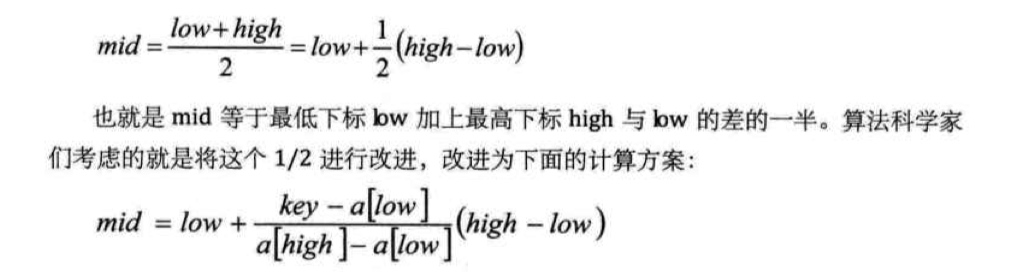 mid = \frac{low+high}{2} = low + \frac{1}{2}(high-low)
也就是 mid 等于最低下标 low 加上最高下标 high 与 low 的差的一半。算法科学家
们考虑的就是将这个 1/2 进行改进，改进为下面的计算方案：
mid = low + \frac{key-a[low]}{a[high]-a[low]}(high-low)